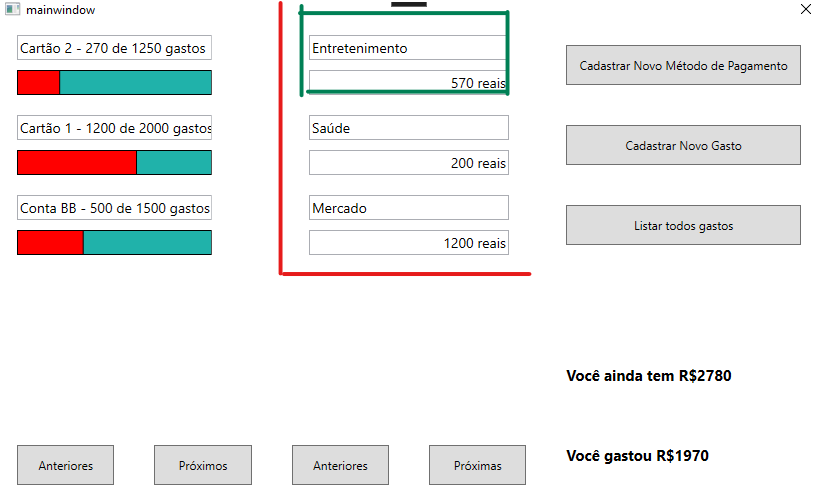 mainwindow
Cartão 2 - 270 de 1250 gastos
Cartão 1 - 1200 de 2000 gastos
Conta BB - 500 de 1500 gastos
Entretenimento
570 reais
Saúde
200 reais
Mercado
1200 reais
Cadastrar Novo Método de Pagamento
Cadastrar Novo Gasto
Listar todos gastos
Você ainda tem R$2780
Você gastou R$1970
Anteriores
Próximos
Anteriores
Próximas